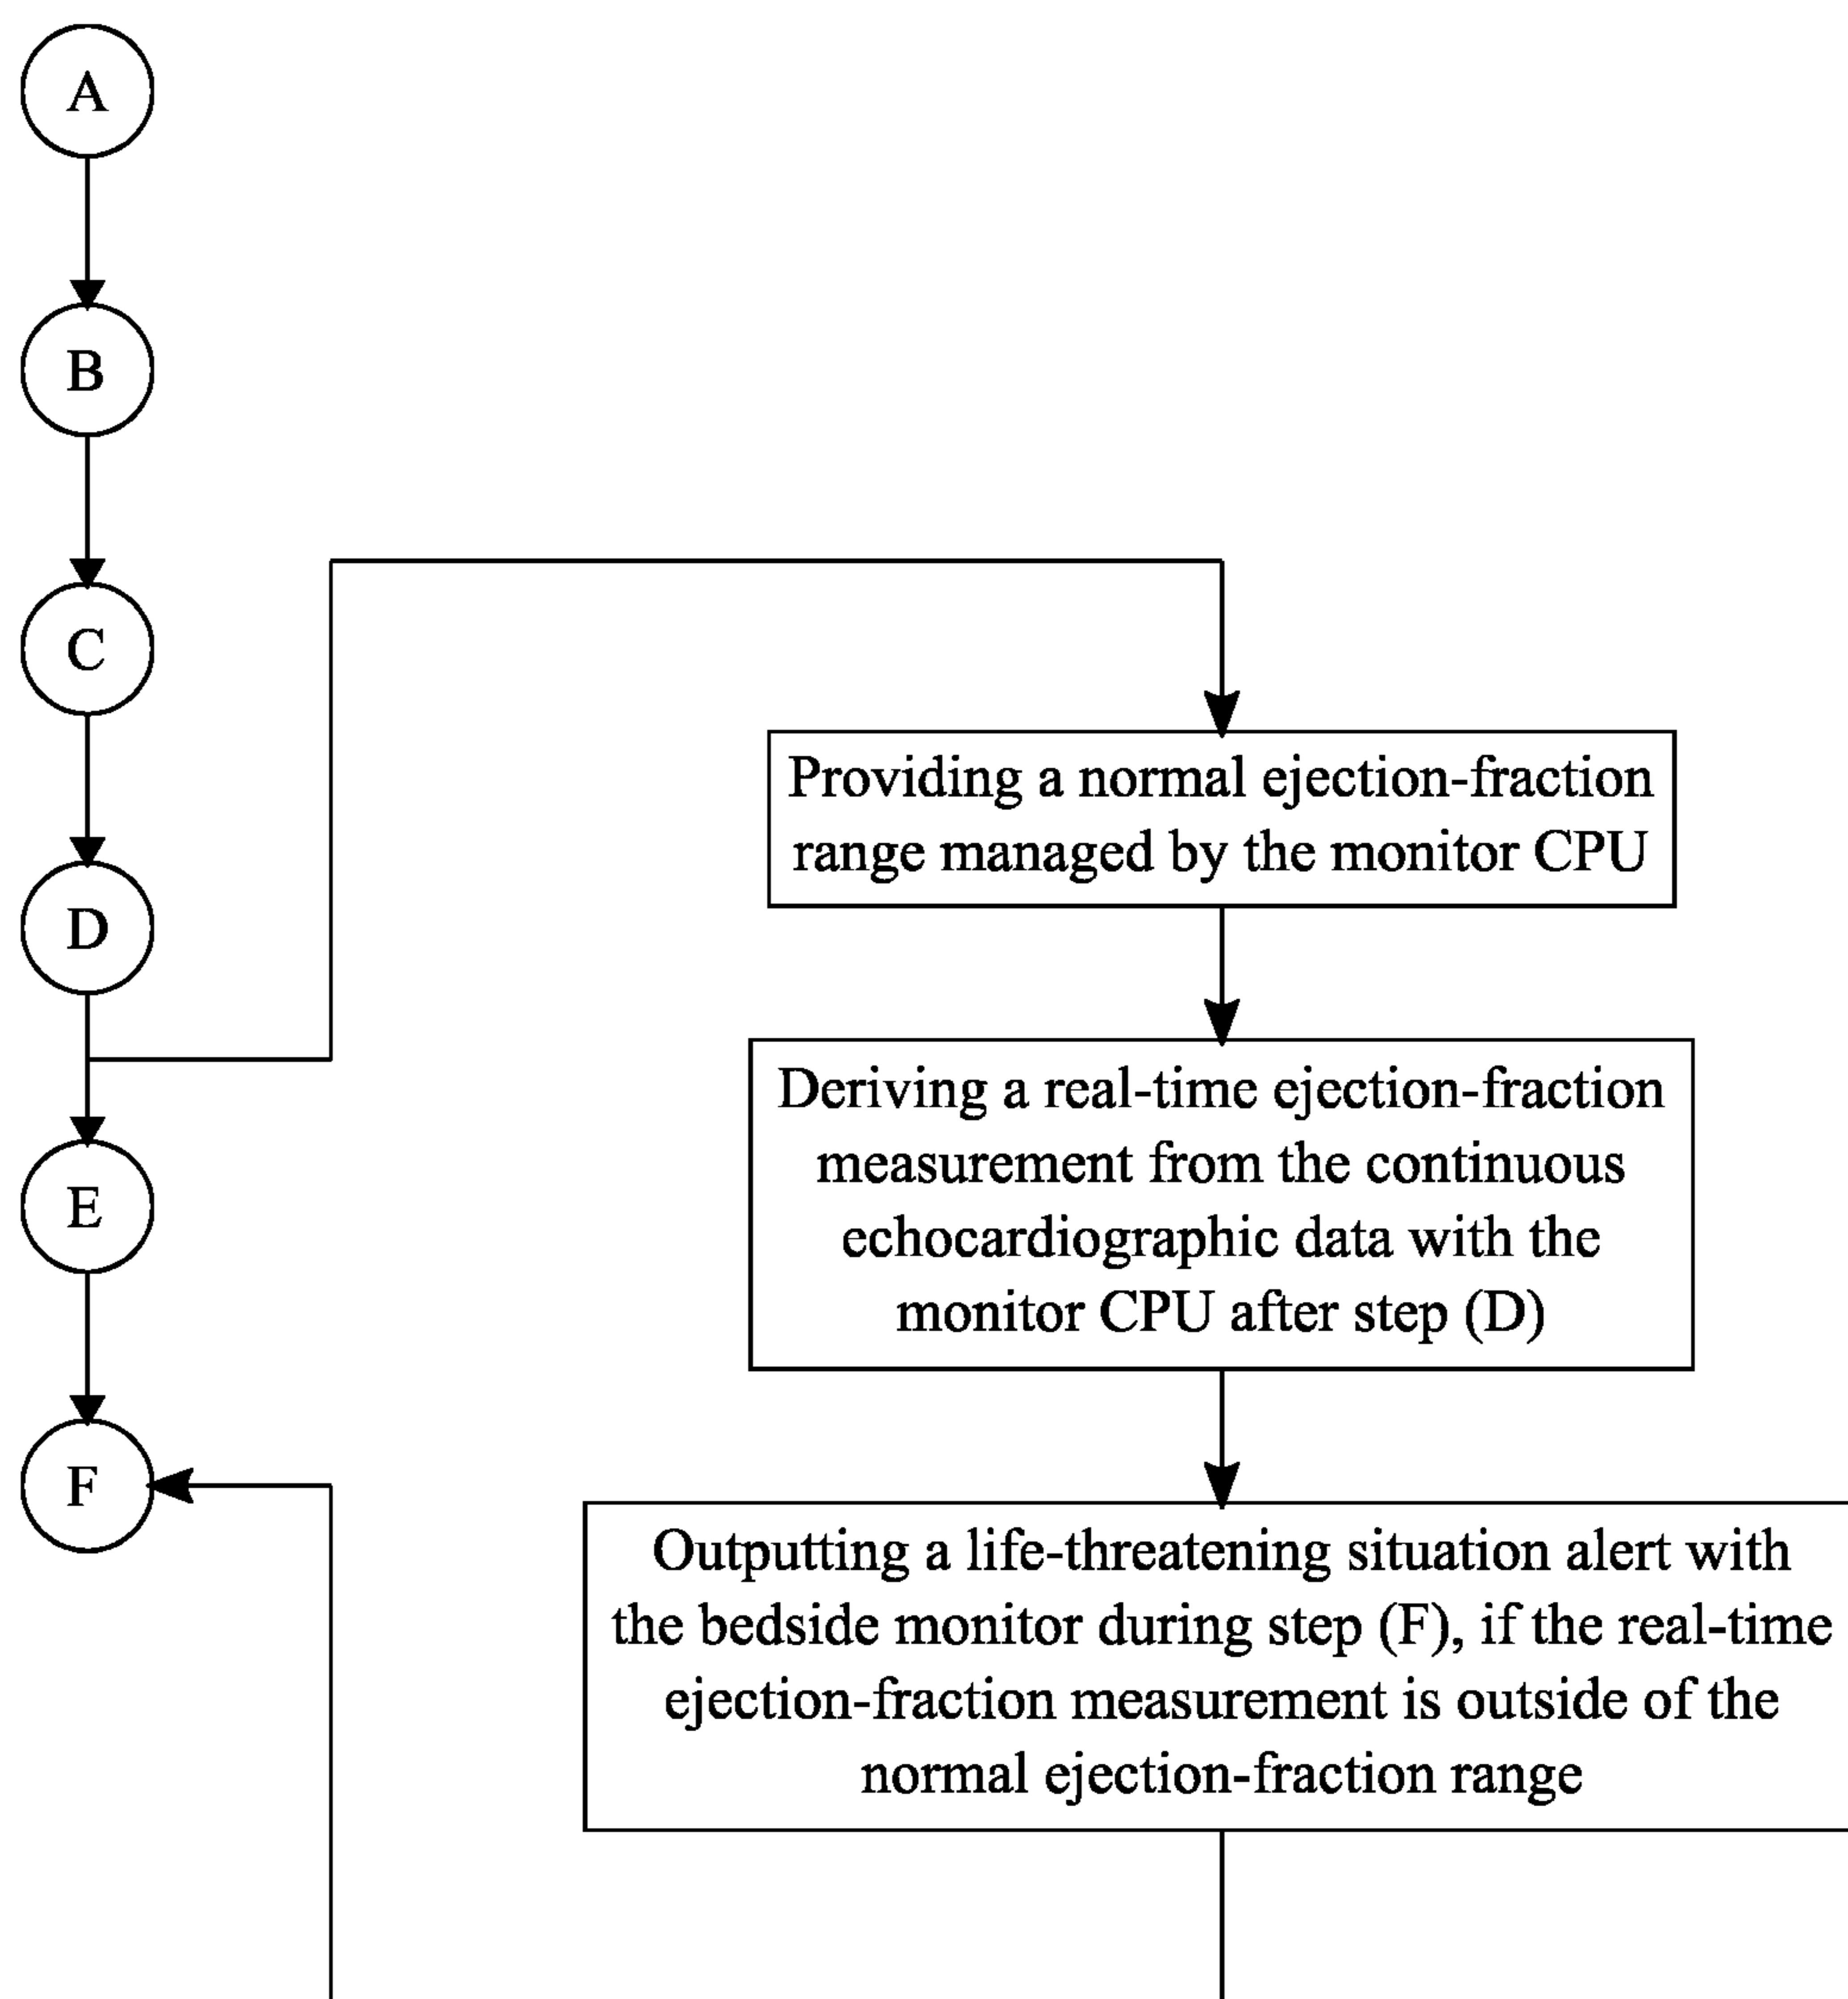 A
B
C
D
E
F
Providing a normal ejection-fraction
range managed by the monitor CPU
Deriving a real-time ejection-fraction
measurement from the continuous
echocardiographic data with the
monitor CPU after step (D)
Outputting a life-threatening situation alert with
the bedside monitor during step (F), if the real-time
ejection-fraction measurement is outside of the
normal ejection-fraction range